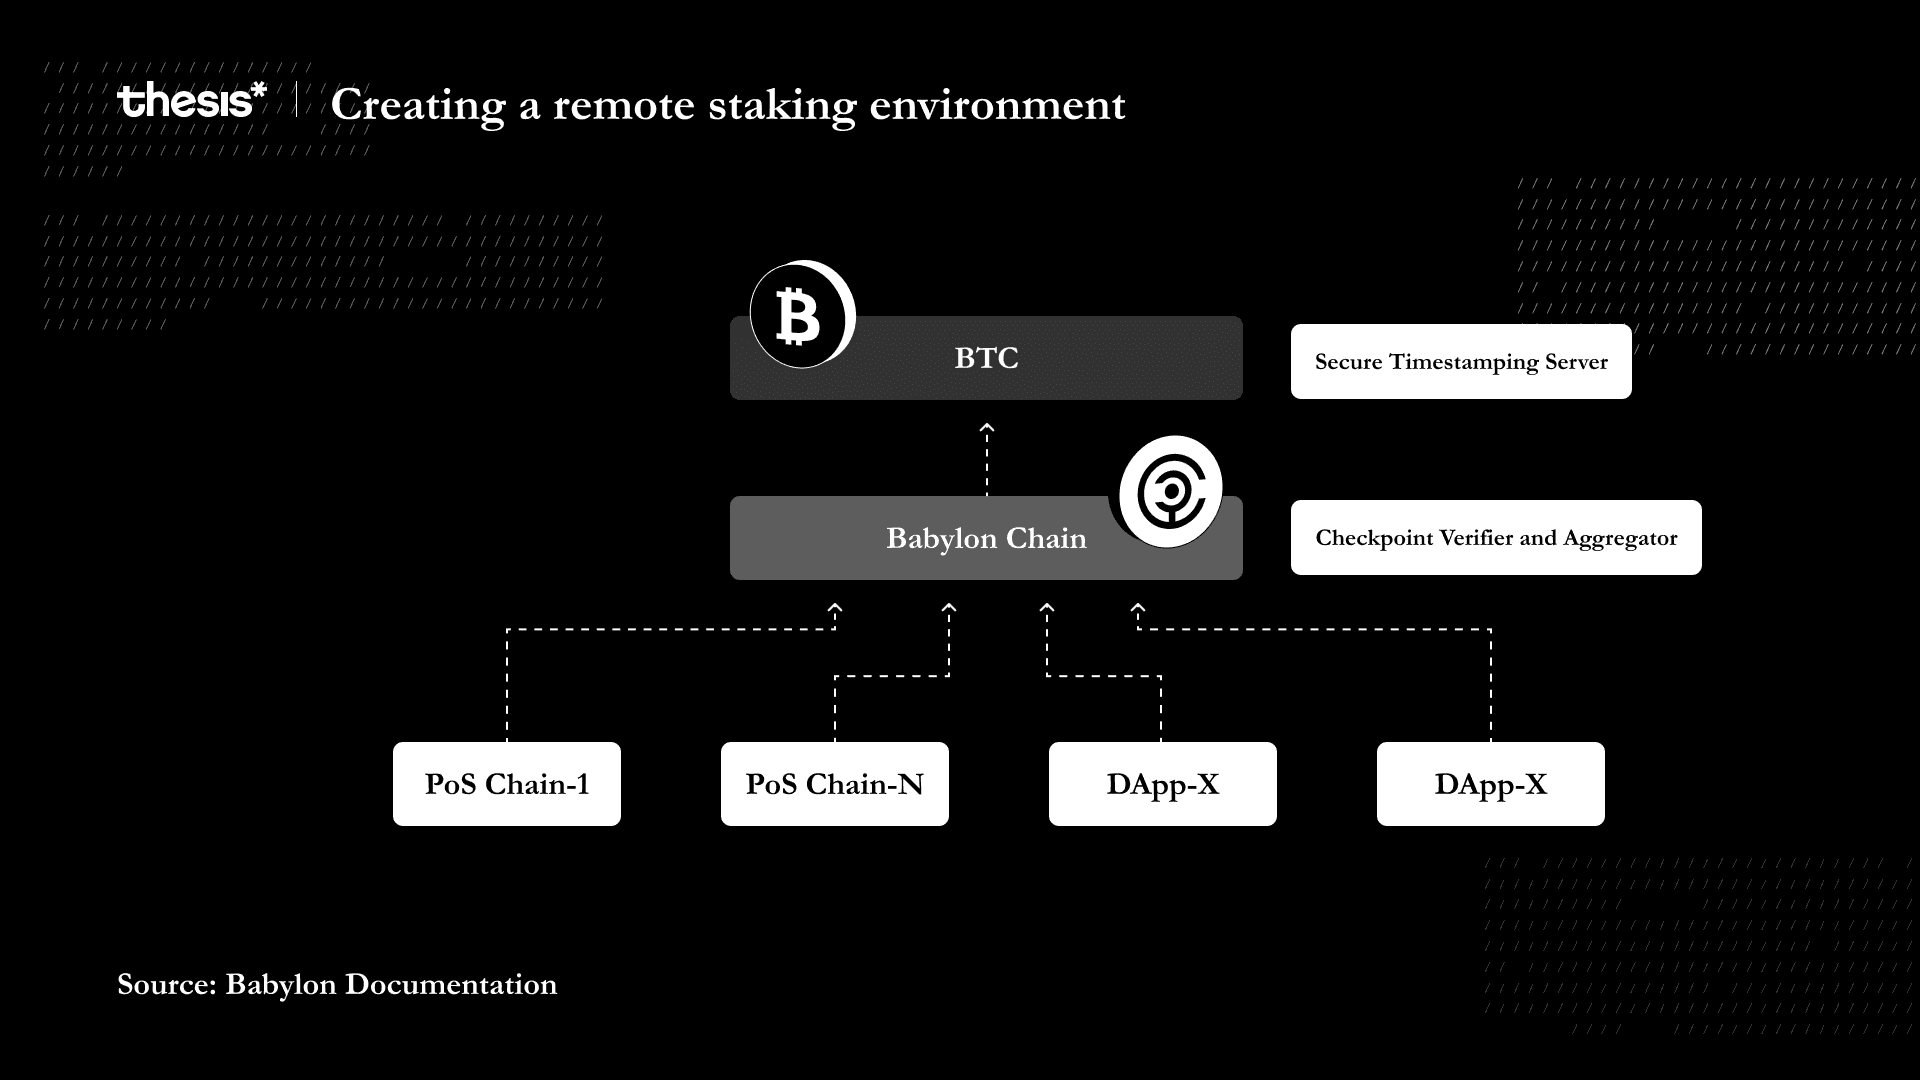 thesis* | Creating a remote staking environment
BTC
Secure Timestamping Server
Babylon Chain
Checkpoint Verifier and Aggregator
PoS Chain-1
PoS Chain-N
DApp-X
DApp-X
Source: Babylon Documentation